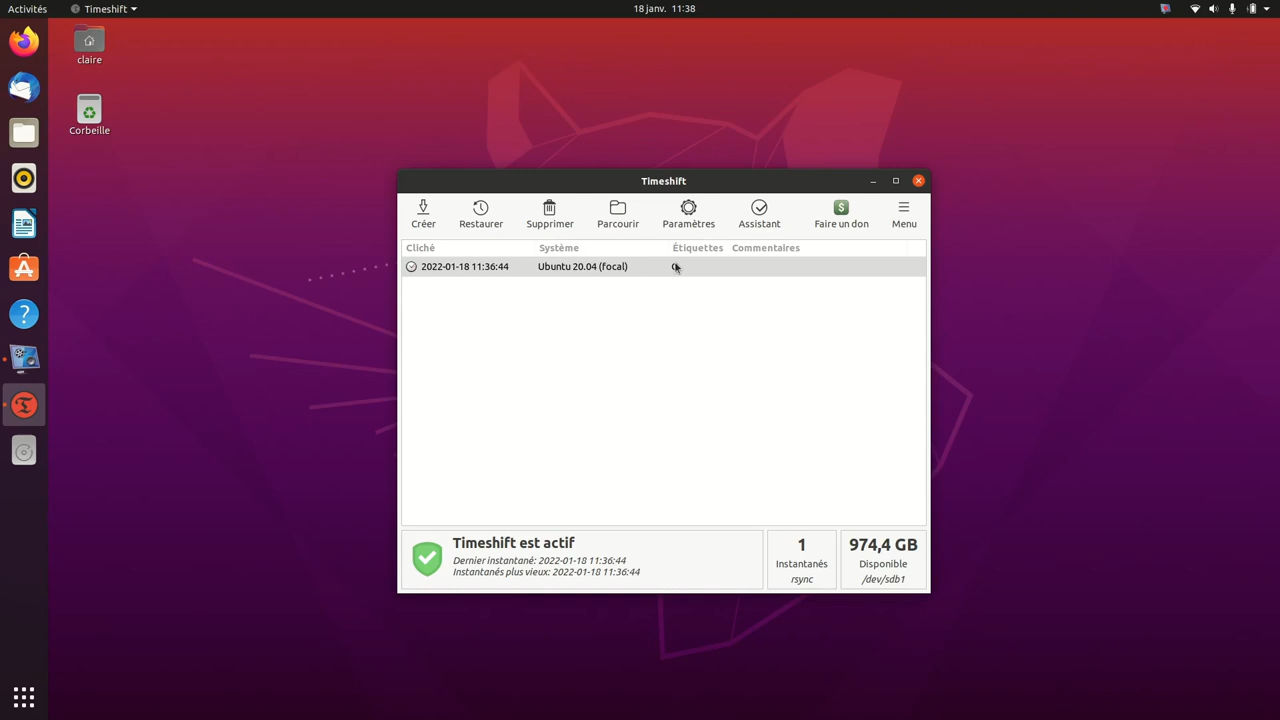 Activités
Timeshift
18 janv. 11:38
claire
Corbeille
Timeshift
Créer
Restaurer
Supprimer
Parcourir
Paramètres
Assistant
Faire un don
Menu
Cliché
Système
Étiquettes
Commentaires
2022-01-18 11:36:44
Ubuntu 20.04 (focal)
Timeshift est actif
Dernier instantané: 2022-01-18 11:36:44
Instantanés plus vieux: 2022-01-18 11:36:44
1
Instantanés
rsync
974,4 GB
Disponible
/dev/sdb1